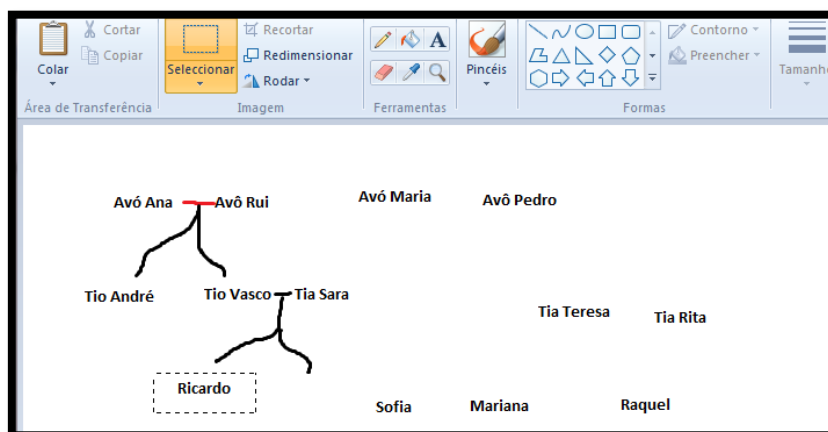 Cortar
Copiar
Colar
Área de Transferência
Recortar
Redimensionar
Rodar
Seleccionar
Imagem
A
Ferramentas
Pincéis
Contorno
Preencher
Formas
Tamanho
Avó Ana Avô Rui Avó Maria Avô Pedro
Tio André Tio Vasco Tia Sara
Tia Teresa Tia Rita
Ricardo
Sofia Mariana Raquel